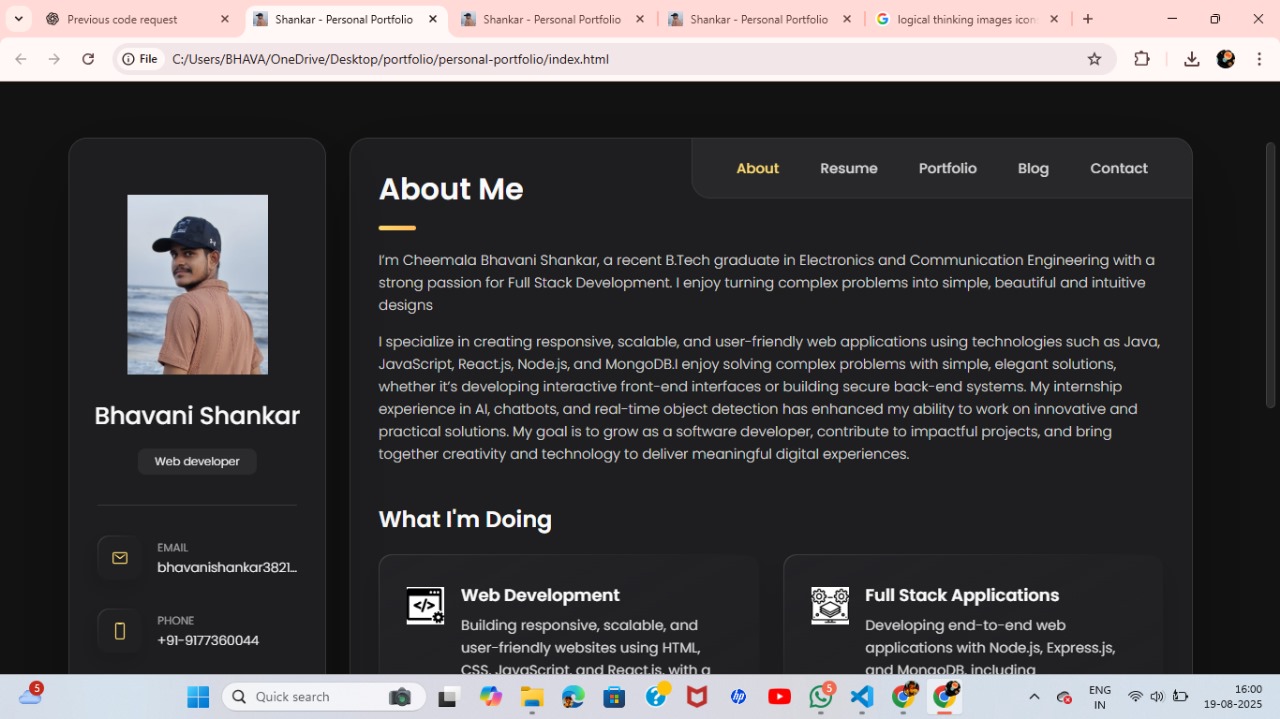 Previous code request
Shankar - Personal Portfolio
Shankar - Personal Portfolio
Shankar - Personal Portfolio
logical thinking images icon
File
C:/Users/BHAVA/OneDrive/Desktop/portfolio/personal-portfolio/index.html
About
Resume
Portfolio
Blog
Contact
Bhavani Shankar
Web developer
EMAIL
bhavanishankar3821...
PHONE
+91-9177360044
About Me
I'm Cheemala Bhavani Shankar, a recent B.Tech graduate in Electronics and Communication Engineering with a
strong passion for Full Stack Development. I enjoy turning complex problems into simple, beautiful and intuitive
designs
I specialize in creating responsive, scalable, and user-friendly web applications using technologies such as Java,
JavaScript, React.js, Node.js, and MongoDB.I enjoy solving complex problems with simple, elegant solutions,
whether it's developing interactive front-end interfaces or building secure back-end systems. My internship
experience in AI, chatbots, and real-time object detection has enhanced my ability to work on innovative and
practical solutions. My goal is to grow as a software developer, contribute to impactful projects, and bring
together creativity and technology to deliver meaningful digital experiences.
What I'm Doing
</>
Web Development
Building responsive, scalable, and
user-friendly websites using HTML,
CSS, JavaScript, and React.js, with a
Full Stack Applications
Developing end-to-end web
applications with Node.js, Express.js,
and MongoDB, including
5
Quick search
hp
5
ENG
IN
16:00
19-08-2025